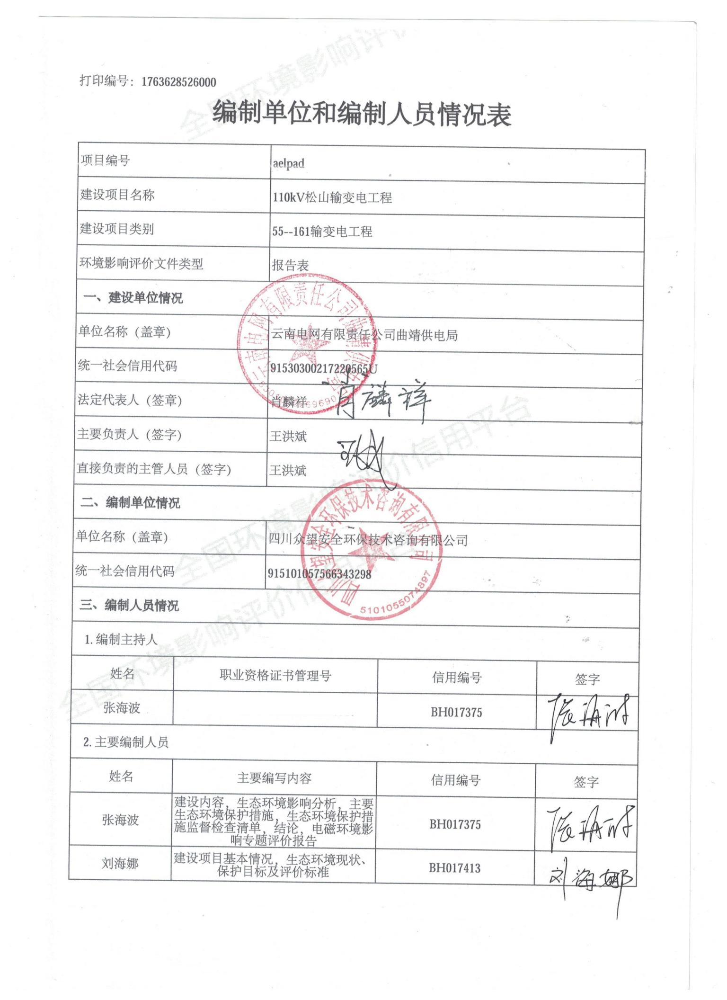 打印编号：1763628526000
编制单位和编制人员情况表
项目编号 aelpad
建设项目名称 110kV松山输变电工程
建设项目类别 55--161输变电工程
环境影响评价文件类型 报告表
一、建设单位情况
单位名称（盖章） 云南电网有限责任公司曲靖供电局
统一社会信用代码 91530300217220565U
法定代表人（签章） 肖麟祥 肖麟祥
主要负责人（签字） 王洪斌
直接负责的主管人员（签字） 王洪斌
二、编制单位情况
单位名称（盖章） 四川众望安全环保技术咨询有限公司
统一社会信用代码 915101057566343298
5101055074897
三、编制人员情况
1.编制主持人
姓名 职业资格证书管理号 信用编号 签字
张海波 BH017375 张海波
2.主要编制人员
姓名 主要编写内容 信用编号 签字
建设内容，生态环境影响分析，主要
生态环境保护措施，生态环境保护措
张海波 施监督检查清单，结论，电磁环境影 BH017375 张海波
响专题评价报告
建设项目基本情况，生态环境现状、
刘海娜 保护目标及评价标准 BH017413 刘海娜
全国环境影响评价信用平台
全国环境影响评价信用平台